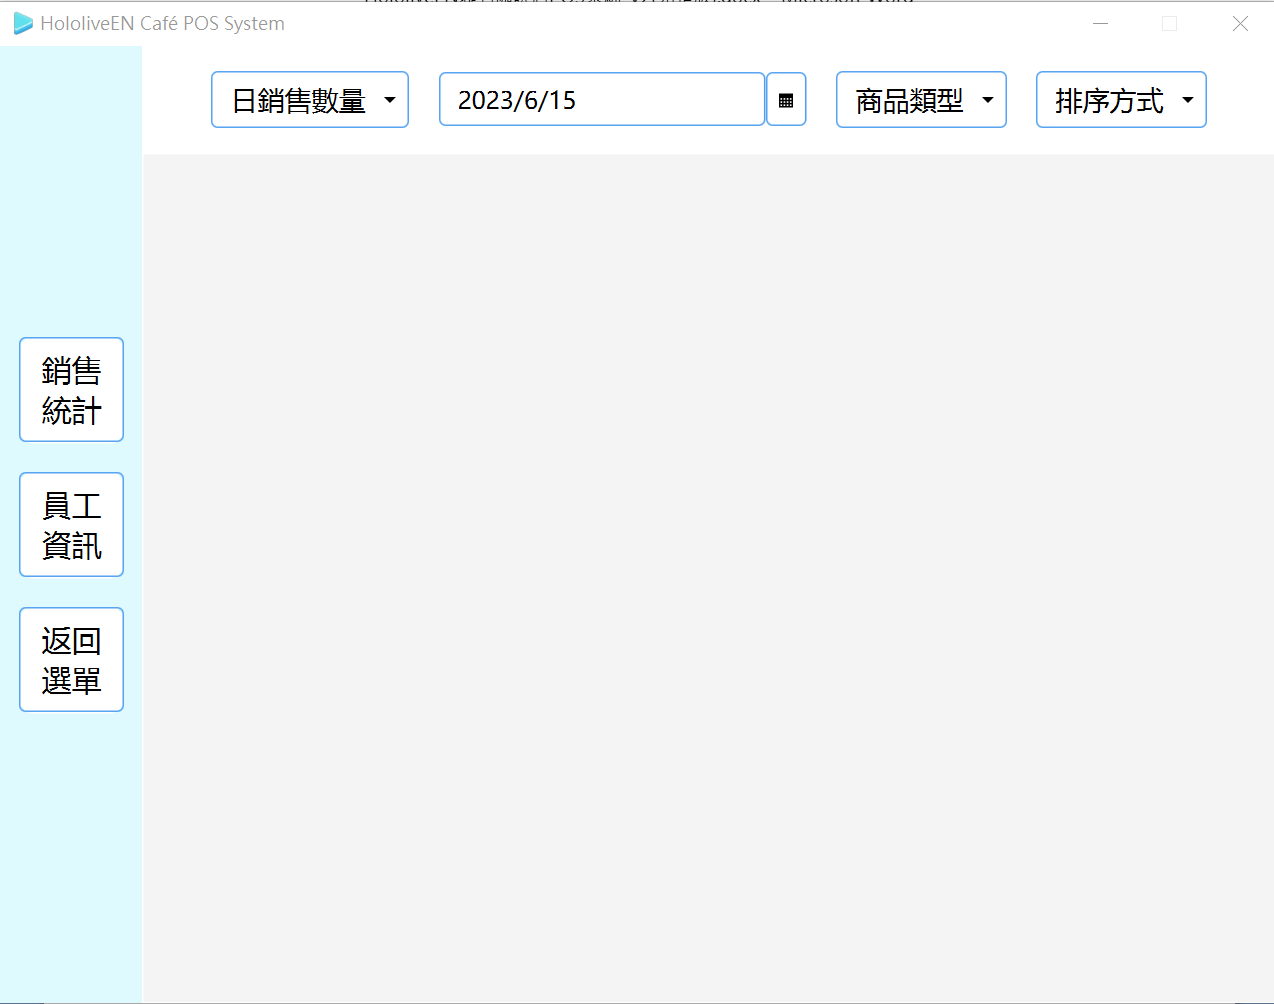 HololiveEN Café POS System
日銷售數量
2023/6/15
商品類型
排序方式
銷售
統計
員工
資訊
返回
選單